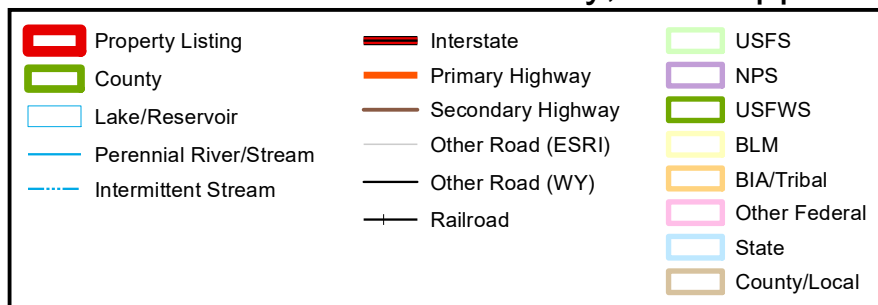 Property Listing
County
Lake/Reservoir
Perennial River/Stream
Intermittent Stream
Interstate
Primary Highway
Secondary Highway
Other Road (ESRI)
Other Road (WY)
Railroad
USFS
NPS
USFWS
BLM
BIA/Tribal
Other Federal
State
County/Local